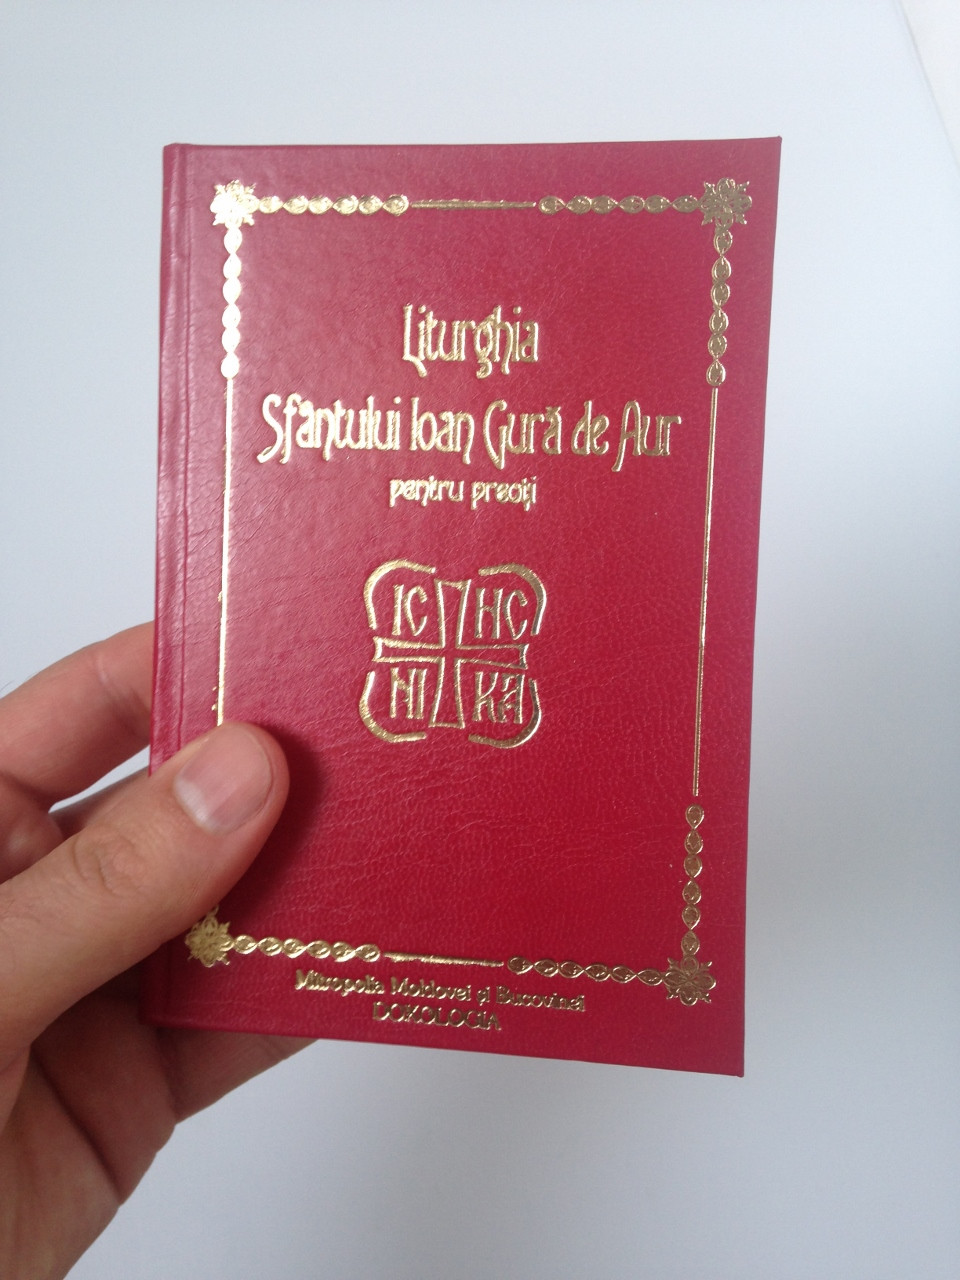 Liturghia
Sfântului Ioan Gură de Aur
pentru preoți
IC HC
NI KA
Mitropolia Moldovei și Bucovinei
DOXOLOGIA